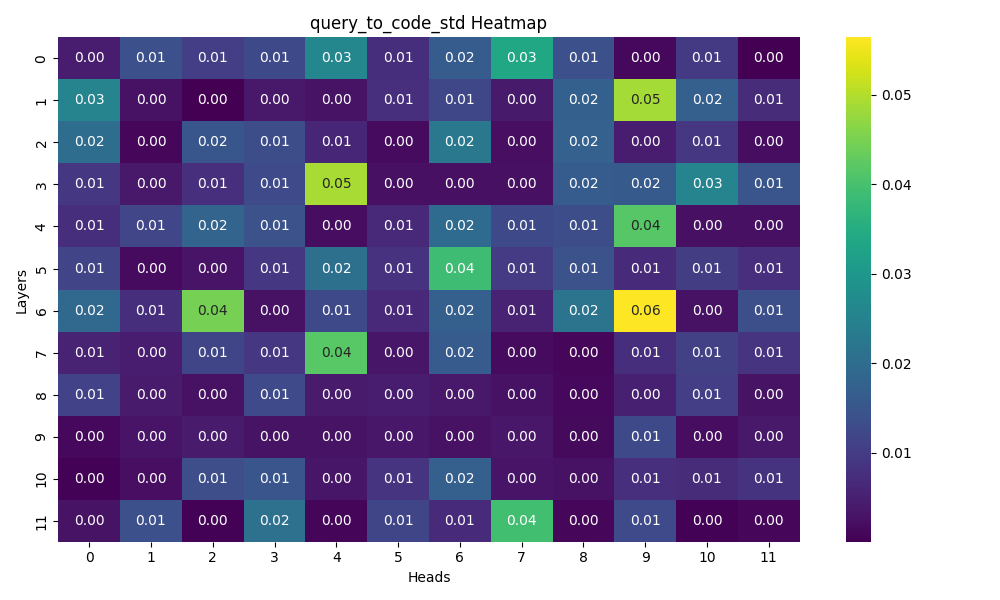 query_to_code_std Heatmap
Layers
0 0.00 0.01 0.01 0.01 0.03 0.01 0.02 0.03 0.01 0.00 0.01 0.00
1 0.03 0.00 0.00 0.00 0.00 0.01 0.01 0.00 0.02 0.05 0.02 0.01
2 0.02 0.00 0.02 0.01 0.01 0.00 0.02 0.00 0.02 0.00 0.01 0.00
3 0.01 0.00 0.01 0.01 0.05 0.00 0.00 0.00 0.02 0.02 0.03 0.01
4 0.01 0.01 0.02 0.01 0.00 0.01 0.02 0.01 0.01 0.04 0.00 0.00
5 0.01 0.00 0.00 0.01 0.02 0.01 0.04 0.01 0.01 0.01 0.01 0.01
6 0.02 0.01 0.04 0.00 0.01 0.01 0.02 0.01 0.02 0.06 0.00 0.01
7 0.01 0.00 0.01 0.01 0.04 0.00 0.02 0.00 0.00 0.01 0.01 0.01
8 0.01 0.00 0.00 0.01 0.00 0.00 0.00 0.00 0.00 0.00 0.01 0.00
9 0.00 0.00 0.00 0.00 0.00 0.00 0.00 0.00 0.00 0.01 0.00 0.00
10 0.00 0.00 0.01 0.01 0.00 0.01 0.02 0.00 0.00 0.01 0.01 0.01
11 0.00 0.01 0.00 0.02 0.00 0.01 0.01 0.04 0.00 0.01 0.00 0.00
0 1 2 3 4 5 6 7 8 9 10 11
Heads
0.05
0.04
0.03
0.02
0.01